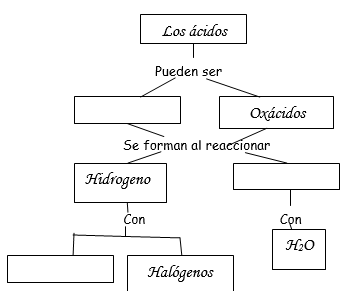 Los ácidos
Pueden ser
Oxácidos
Se forman al reaccionar
Hidrogeno
Con
Con
H₂O
Halógenos